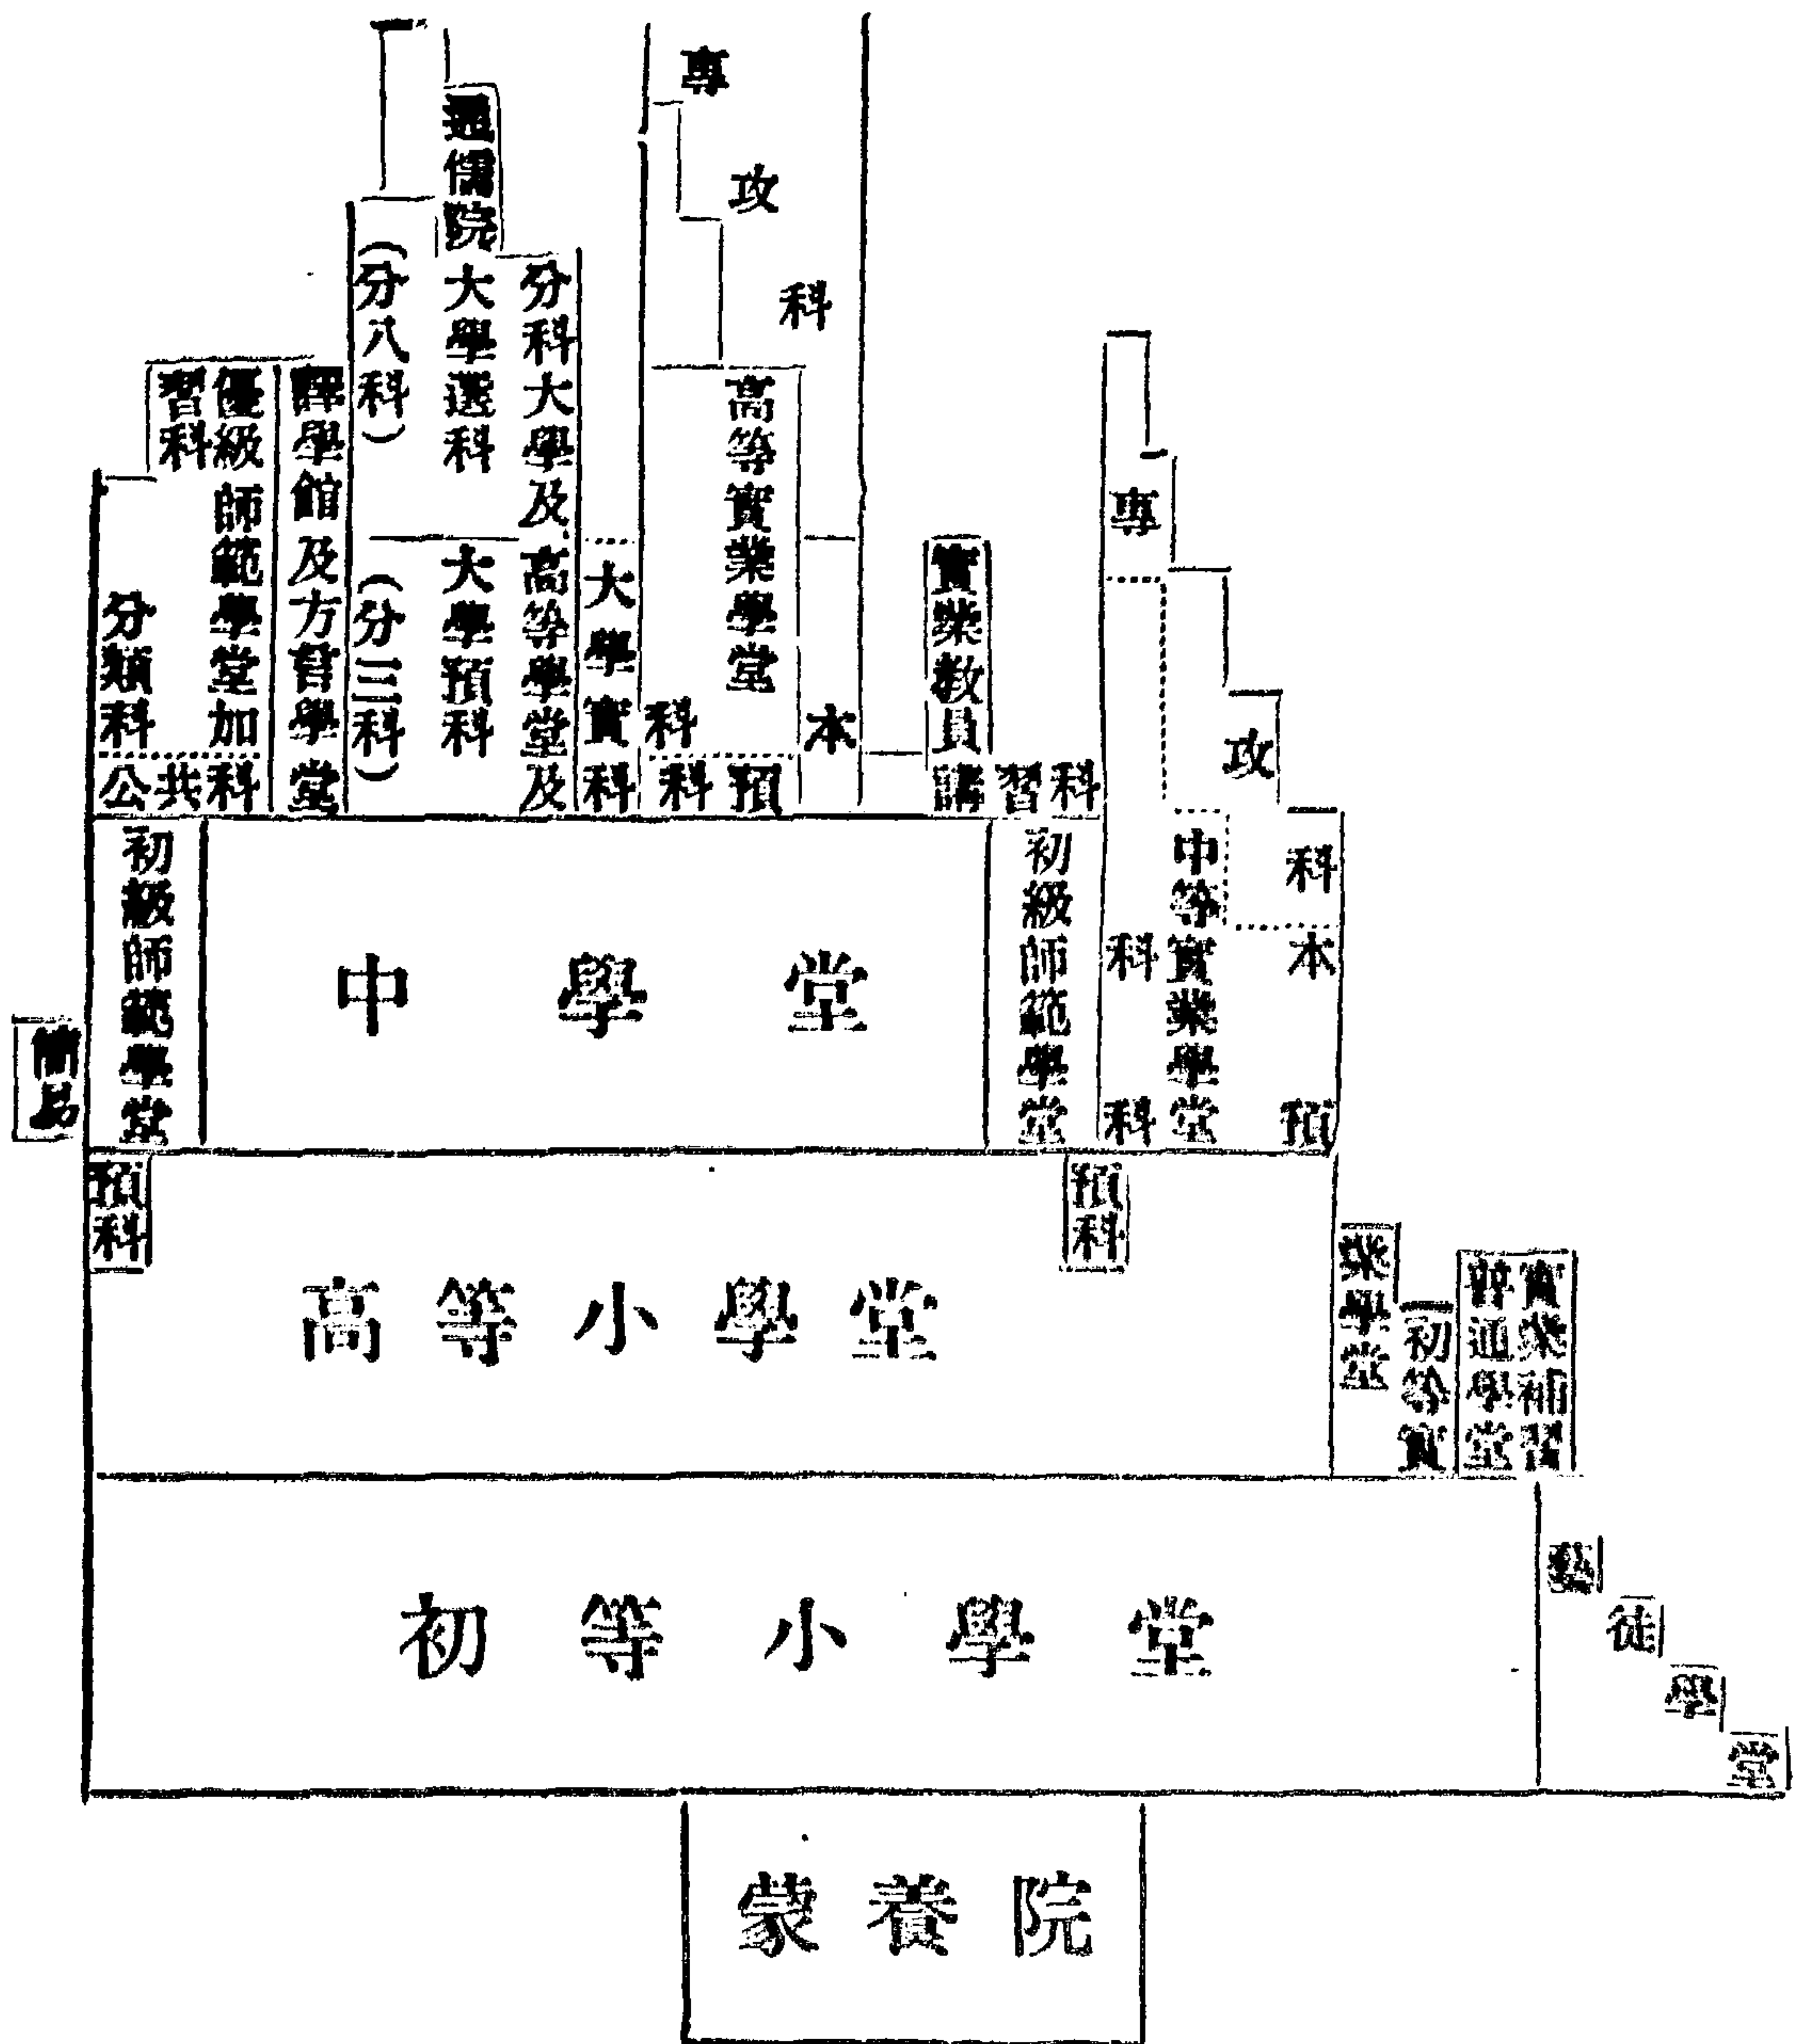 專攻科
通儒院
分科大學及
大學選科
(分八科)
高等學堂及
大學預科
(分三科)
大學實科
優級師範學堂加
習科
分類科
公共科
譯學館及方言學堂
高等實業學堂
本科
預科
實業教員講習科
專攻科
中等實業學堂
本科
預科
初級師範學堂
中學堂
初級師範學堂
簡易
預科
預科
高等小學堂
初等實
業學堂
實業補習
普通學堂
初等小學堂
藝徒學堂
蒙養院